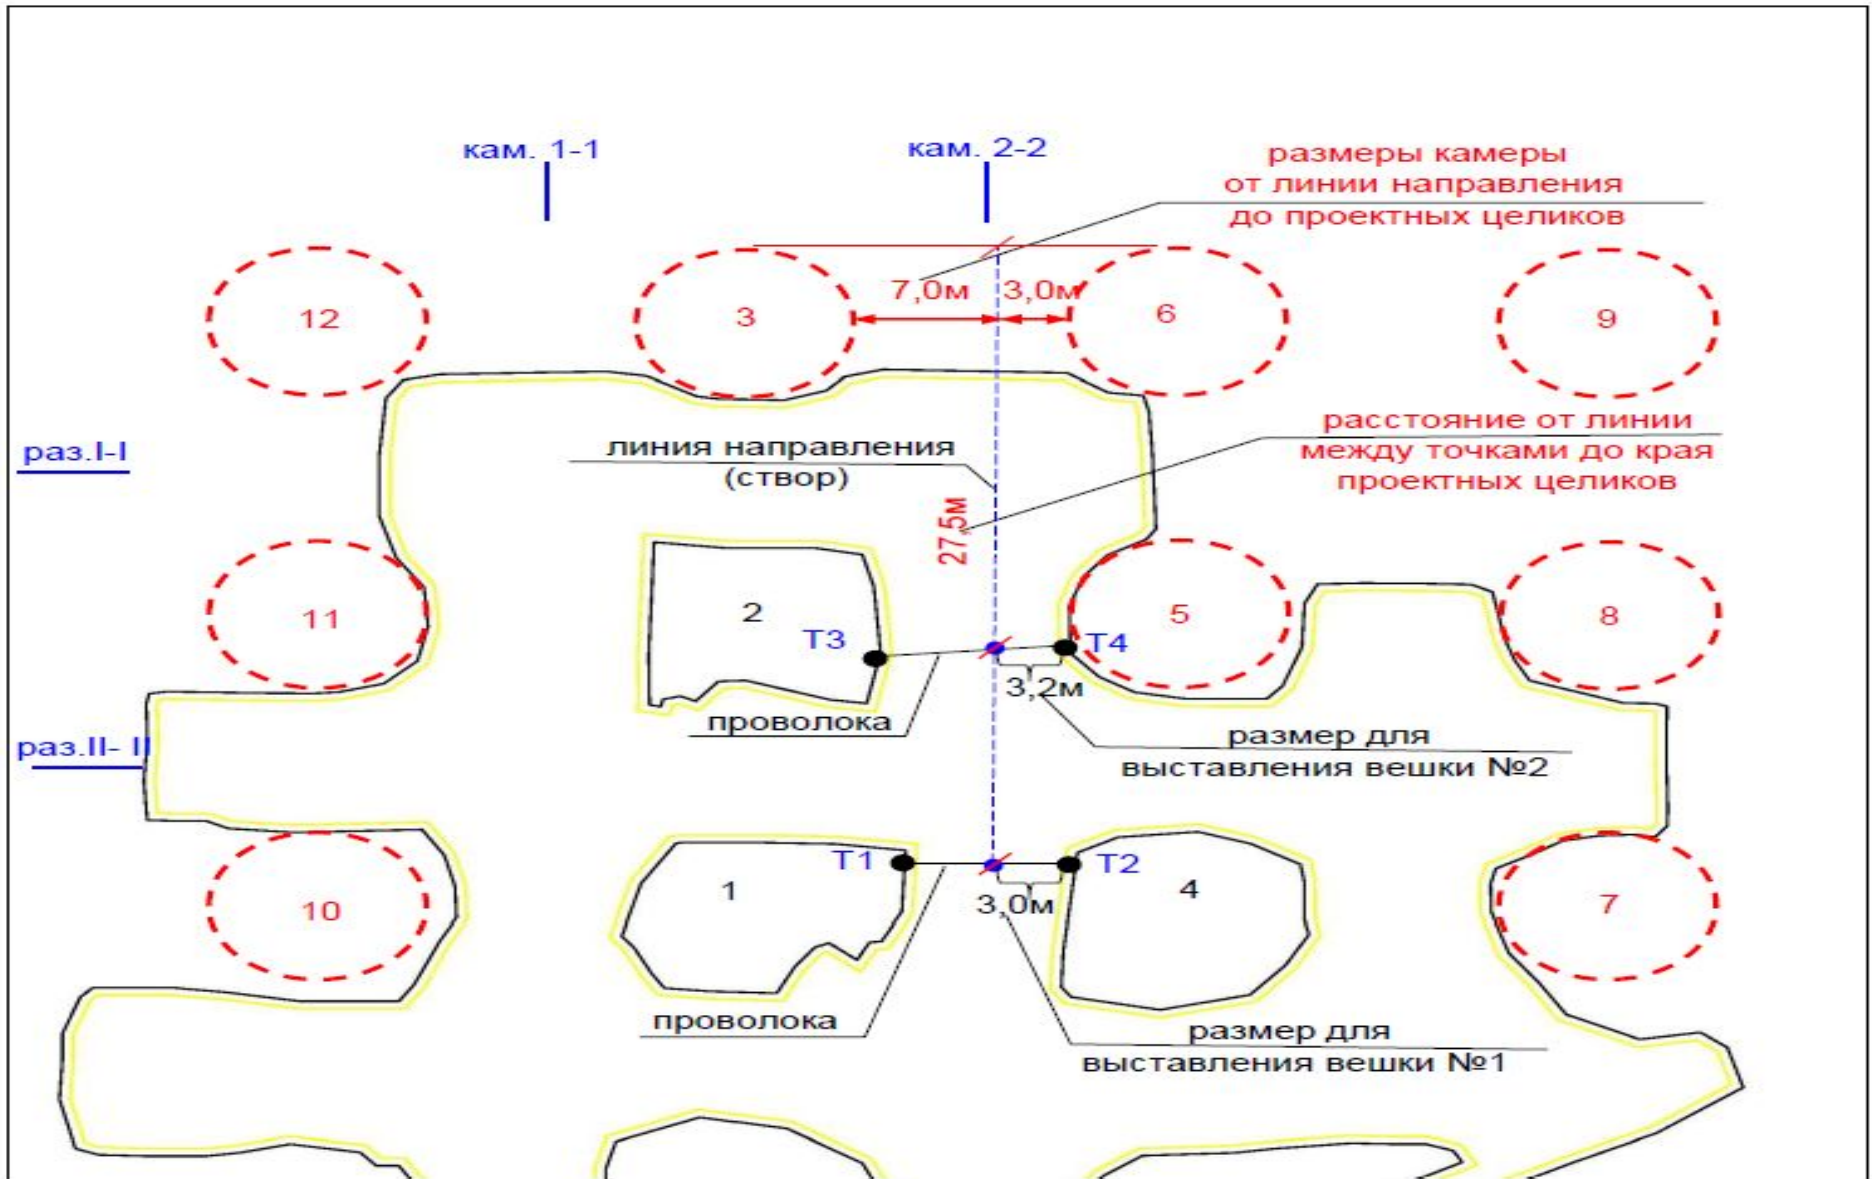 кам. 1-1
кам. 2-2
размеры камеры
от линии направления
до проектных целиков
7,0м
3,0м
12
3
6
9
раз.I-I
линия направления
(створ)
расстояние от линии
между точками до края
проектных целиков
27,5м
11
2
5
8
Т3
Т4
3,2м
проволока
размер для
выставления вешки №2
раз.II- II
Т1
Т2
10
1
3,0м
4
7
проволока
размер для
выставления вешки №1